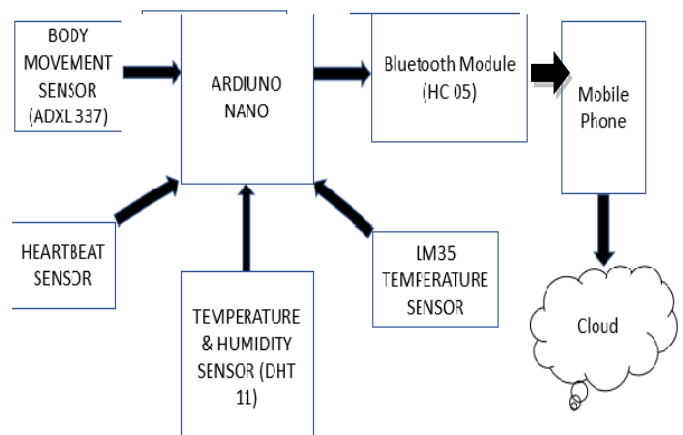 BODY
MOVEMENT
SENSOR
(ADXL 337)
ARDIUNO
NANO
Bluetooth Module
(HC 05)
Mobile
Phone
HEARTBEAT
SENSOR
TEMPERATURE
& HUMIDITY
SENSOR (DHT
11)
LM35
TEMPERATURE
SENSOR
Cloud